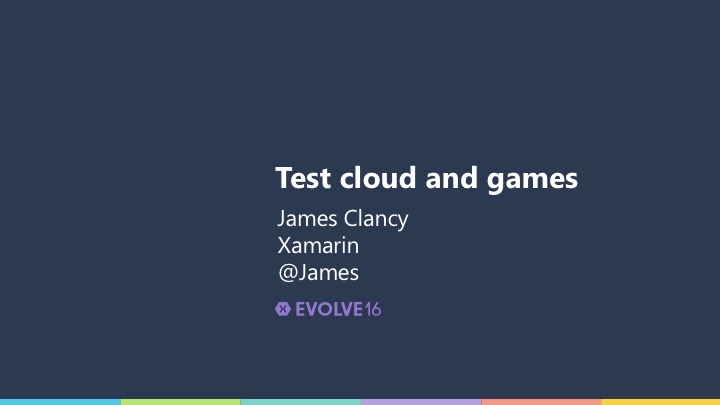 Test cloud and games
James Clancy
Xamarin
@James
EVOLVE16